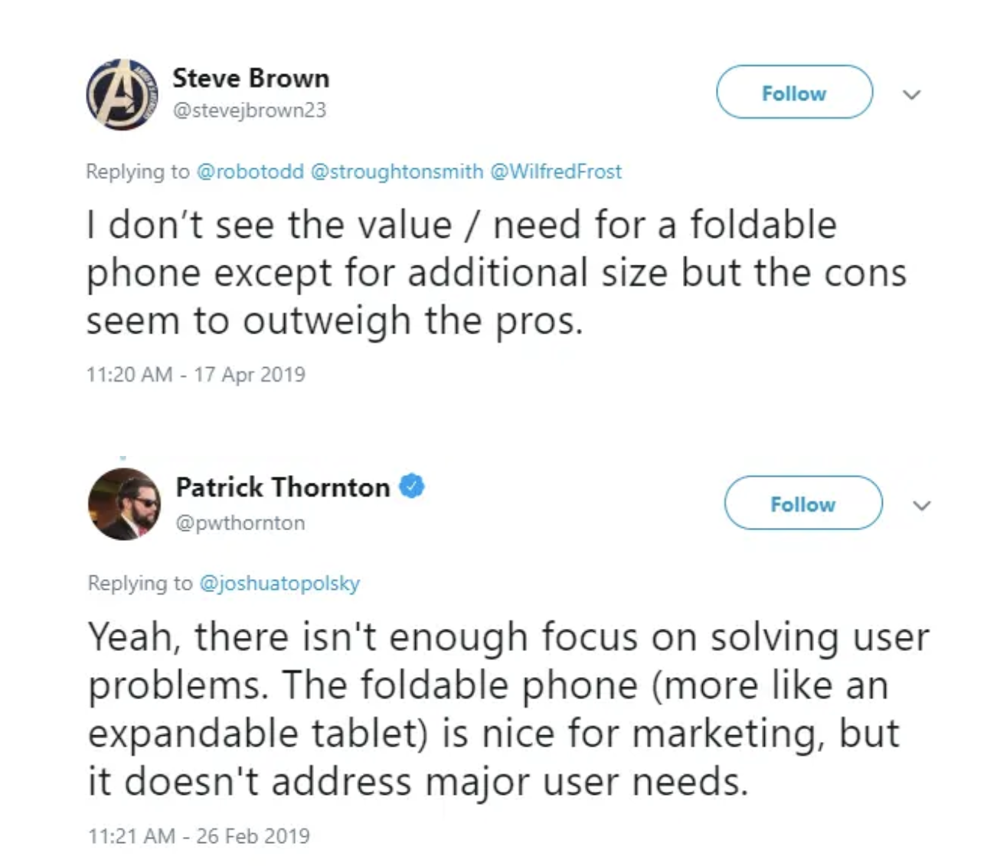 Steve Brown
@stevejbrown23
Follow
Replying to @robotodd @stroughtonsmith @WilfredFrost
I don’t see the value / need for a foldable
phone except for additional size but the cons
seem to outweigh the pros.
11:20 AM - 17 Apr 2019
Patrick Thornton
@pwthornton
Follow
Replying to @joshuatopolsky
Yeah, there isn't enough focus on solving user
problems. The foldable phone (more like an
expandable tablet) is nice for marketing, but
it doesn't address major user needs.
11:21 AM - 26 Feb 2019